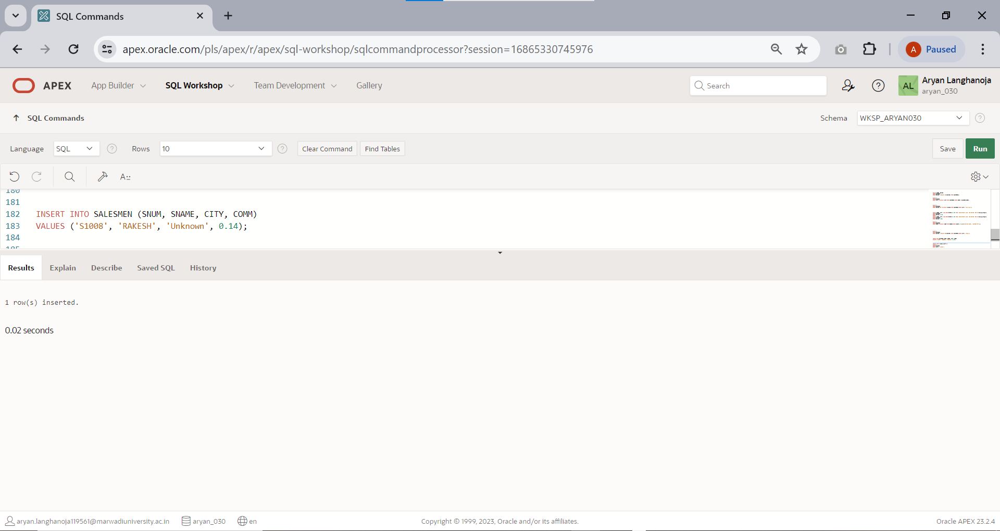 SQL Commands
apex.oracle.com/pls/apex/r/apex/sql-workshop/sqlcommandprocessor?session=16865330745976
A Paused
APEX App Builder SQL Workshop Team Development Gallery Search AL Aryan Langhanoja
aryan_030
SQL Commands Schema WKSP_ARYAN030
Language SQL Rows 10 Clear Command Find Tables Save Run
A
180
181
182 INSERT INTO SALESMEN (SNUM, SNAME, CITY, COMM)
183 VALUES ('S1008', 'RAKESH', 'Unknown', 0.14);
184
185
Results Explain Describe Saved SQL History
1 row(s) inserted.
0.02 seconds
aryan.langhanoja119561@marwadiuniversity.ac.in aryan_030 en Copyright © 1999, 2023, Oracle and/or its affiliates. Oracle APEX 23.2.4